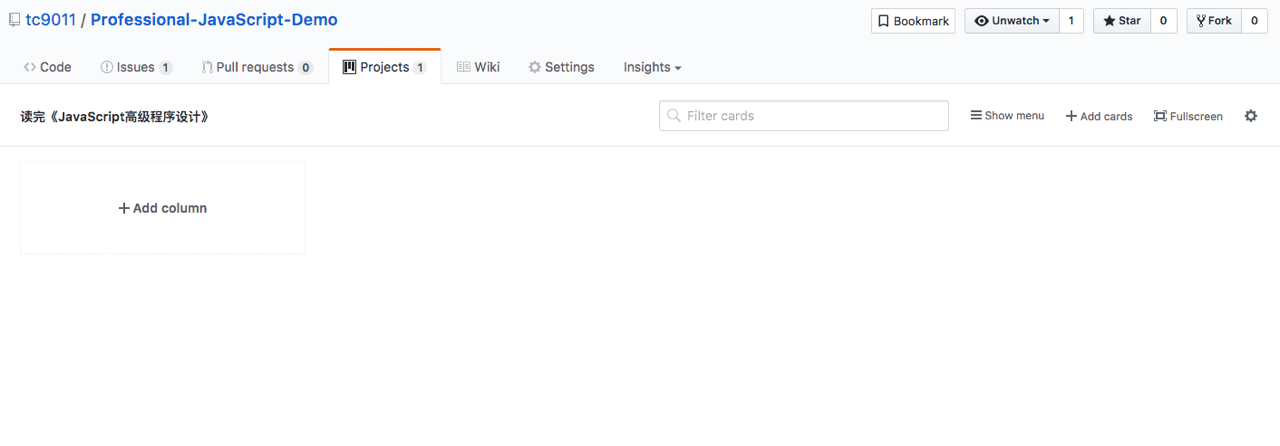 tc9011 / Professional-JavaScript-Demo
Bookmark
Unwatch 1
Star 0
Fork 0
Code
Issues 1
Pull requests 0
Projects 1
Wiki
Settings
Insights
读完《JavaScript高级程序设计》
Filter cards
Show menu
Add cards
Fullscreen
Add column